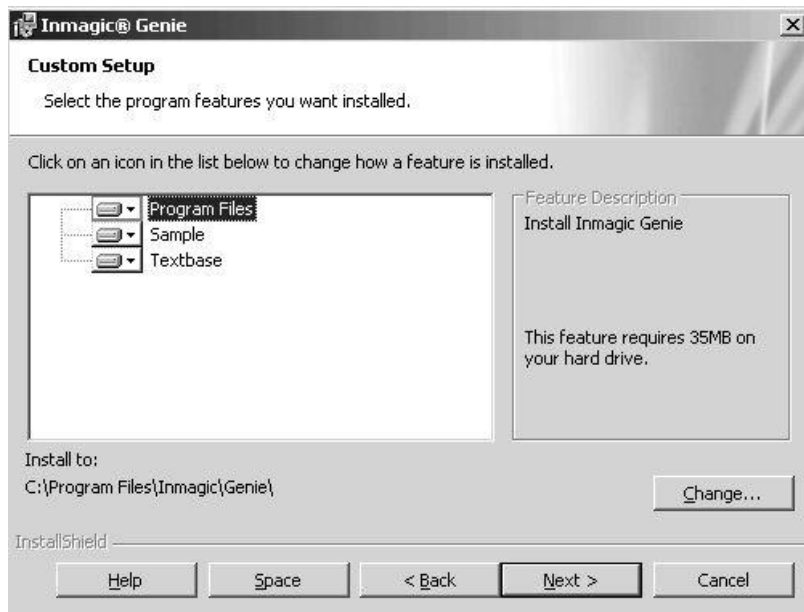 Inmagic® Genie
Custom Setup
Select the program features you want installed.
Click on an icon in the list below to change how a feature is installed.
Program Files
Sample
Textbase
Feature Description
Install Inmagic Genie
This feature requires 35MB on
your hard drive.
Install to:
C:\Program Files\Inmagic\Genie\
Change...
InstallShield
Help
Space
< Back
Next >
Cancel